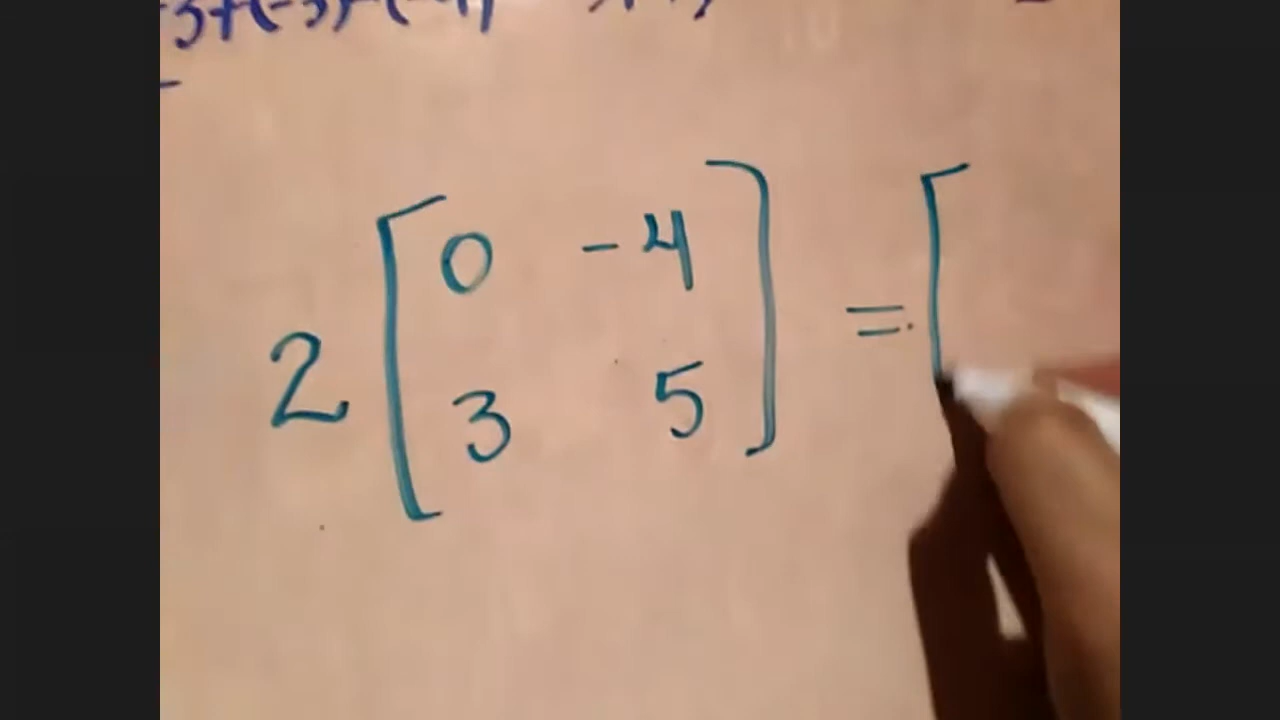 0 -4
2 [ ] = [
3 5